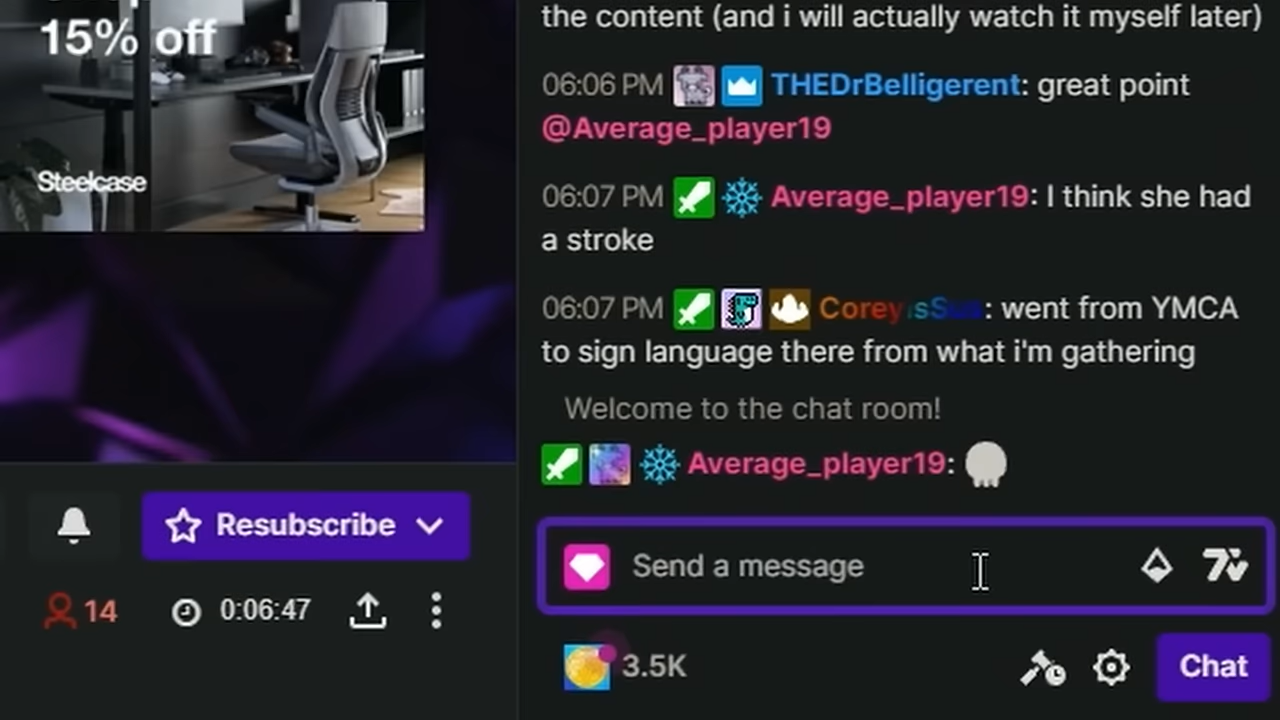 15% off
Steelcase
the content (and i will actually watch it myself later)
06:06 PM THEDrBelligerent: great point
@Average_player19
06:07 PM Average_player19: I think she had
a stroke
06:07 PM CoreyisSus: went from YMCA
to sign language there from what i'm gathering
Welcome to the chat room!
Average_player19:
Resubscribe
Send a message
14
0:06:47
3.5K
Chat